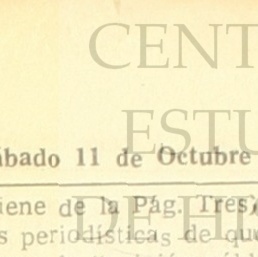 CENT
ESTU
DE H
ábado 11 de Octubre
iene de la Pág. Tres)
s periodísticas de que